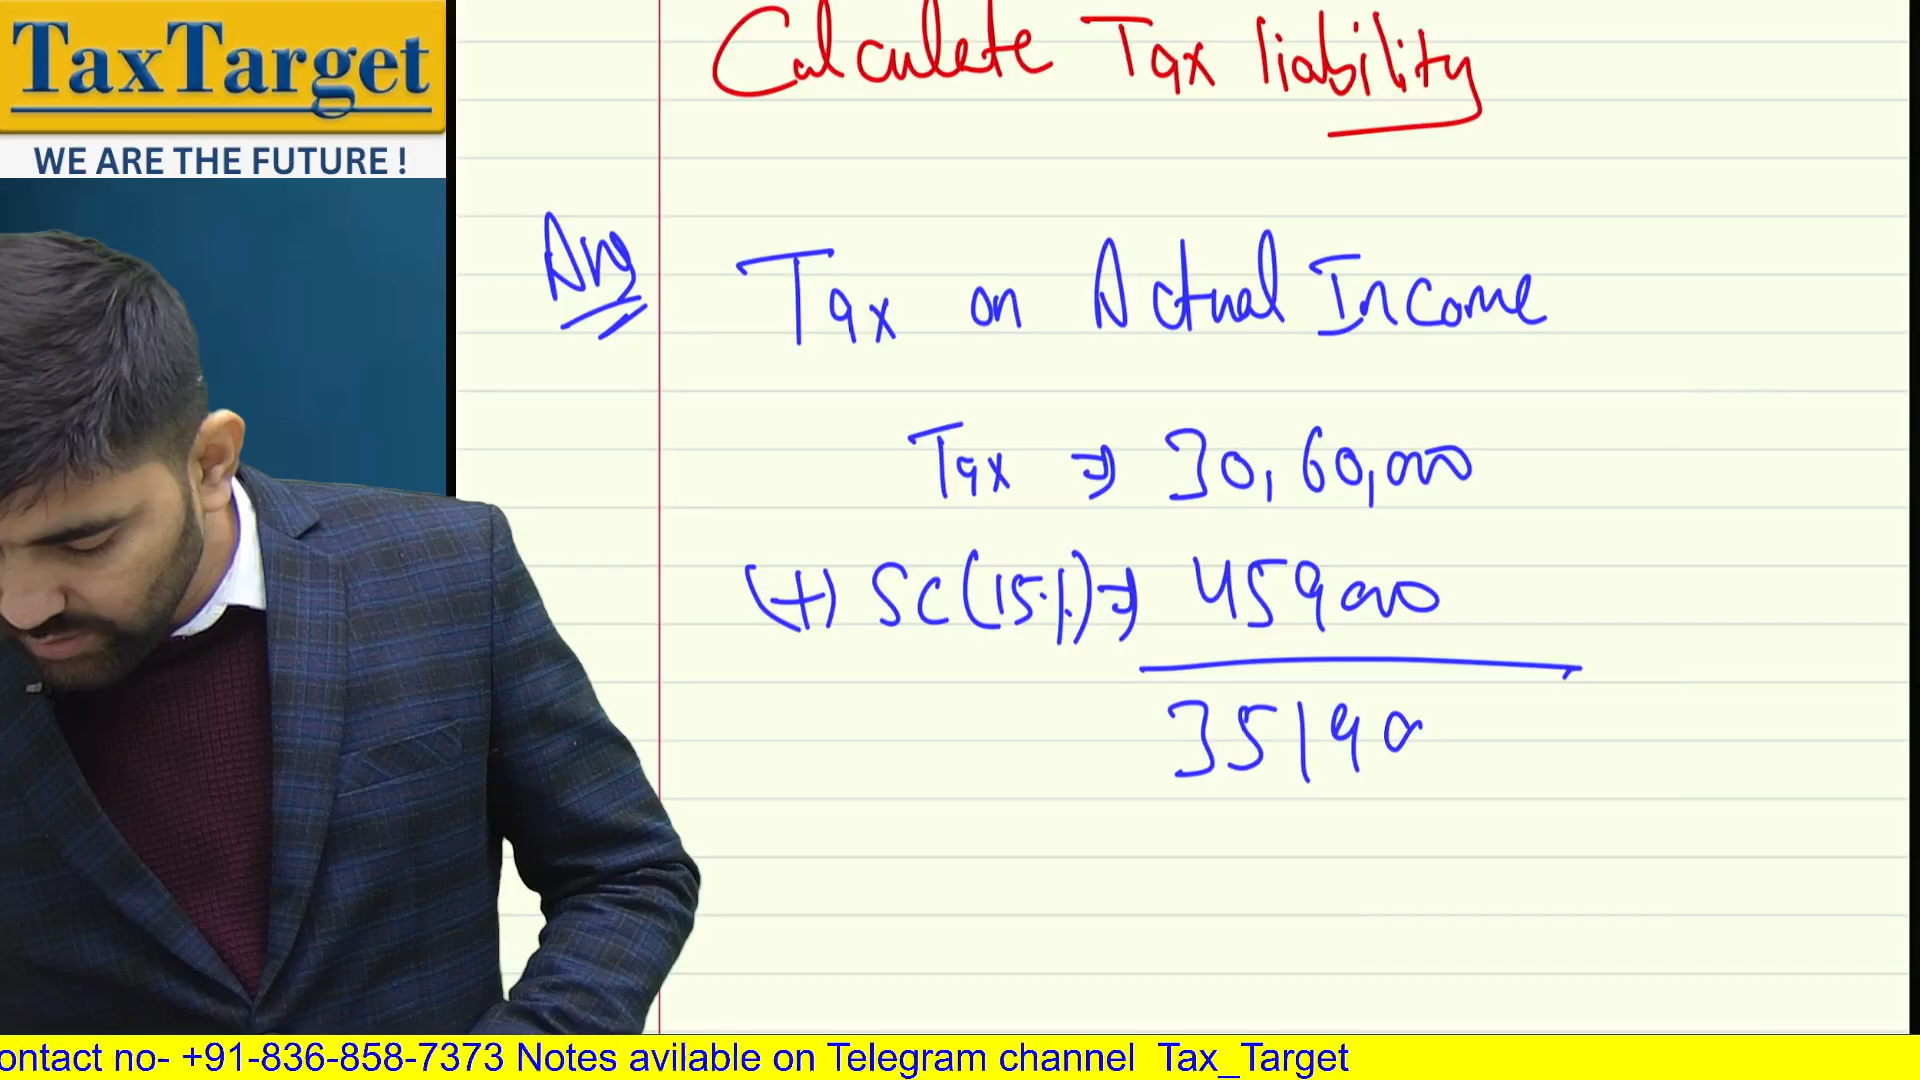 TaxTarget
WE ARE THE FUTURE !
Calculate Tax liability
Ans Tax on Actual Income
Tax ⇒ 30,60,000
(+) SC (15%) ⇒ 459000
35190
ontact no- +91-836-858-7373 Notes avilable on Telegram channel Tax_Target